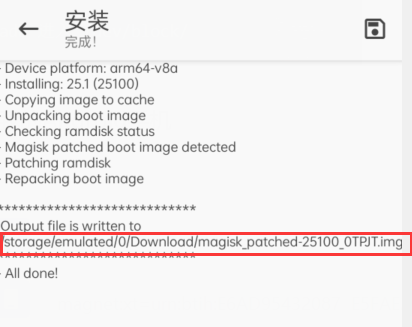 安装
完成!
- Device platform: arm64-v8a
- Installing: 25.1 (25100)
- Copying image to cache
- Unpacking boot image
- Checking ramdisk status
- Magisk patched boot image detected
- Patching ramdisk
- Repacking boot image
****************************
Output file is written to
storage/emulated/0/Download/magisk_patched-25100_0TPJT.img
****************************
- All done!